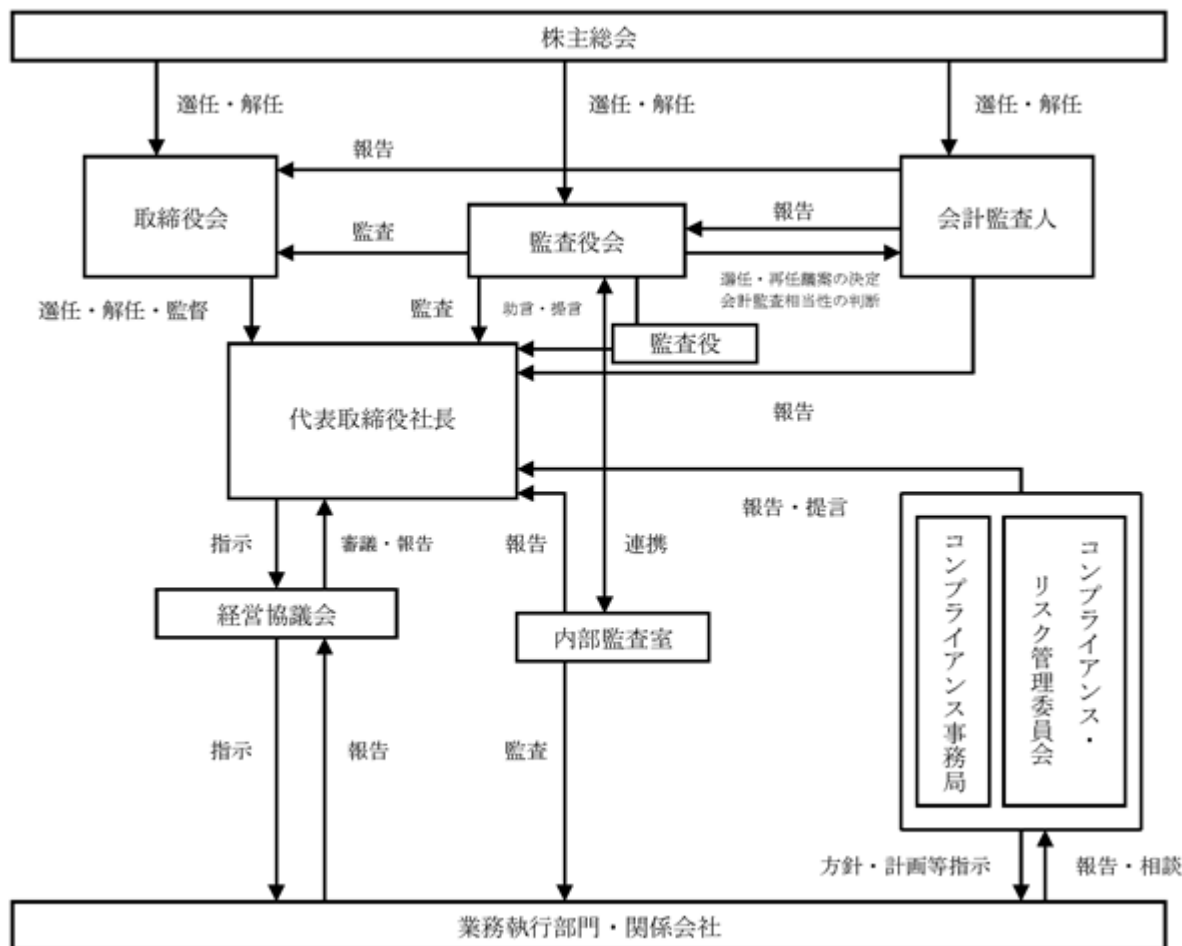 株主総会
選任・解任
選任・解任
選任・解任
報告
取締役会
監査役会
会計監査人
報告
監査
選任・再任議案の決定
会計監査相当性の判断
選任・解任・監督
監査
助言・提言
監査役
代表取締役社長
報告
報告・提言
指示
審議・報告
報告
連携
経営協議会
内部監査室
コンプライアンス事務局
コンプライアンス・
リスク管理委員会
指示
報告
監査
方針・計画等指示
報告・相談
業務執行部門・関係会社